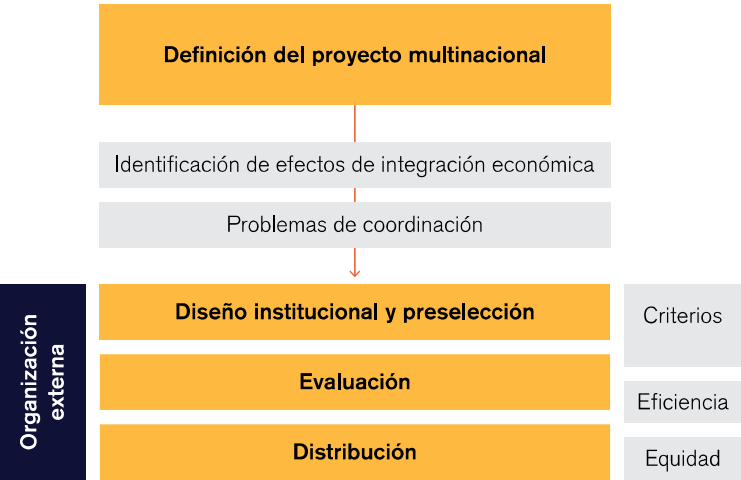 Definición del proyecto multinacional
Identificación de efectos de integración económica
Problemas de coordinación
Organización
externa
Diseño institucional y preselección
Criterios
Evaluación
Eficiencia
Distribución
Equidad